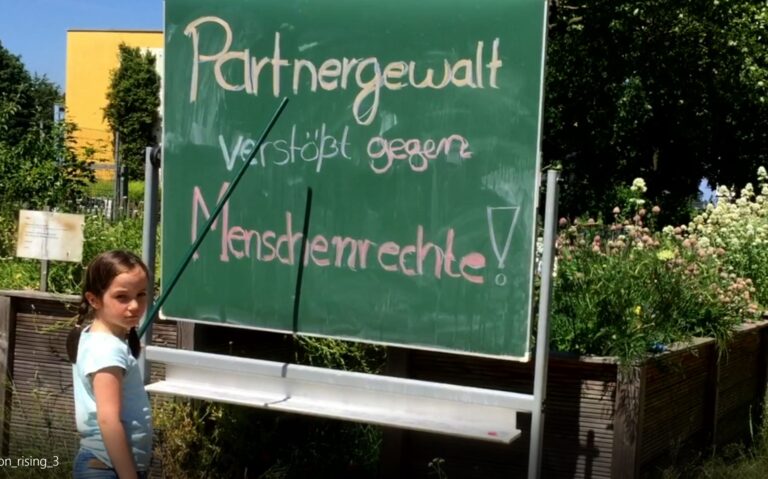 Partnergewalt
verstößt gegen
Menschenrechte!
on_rising_3